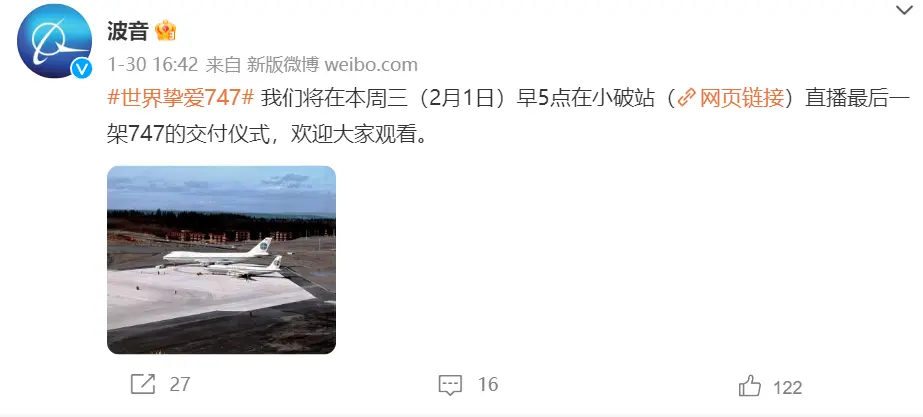 波音
1-30 16:42 来自 新版微博 weibo.com
#世界挚爱747# 我们将在本周三（2月1日）早5点在小破站（网页链接）直播最后一
架747的交付仪式，欢迎大家观看。
27
16
122